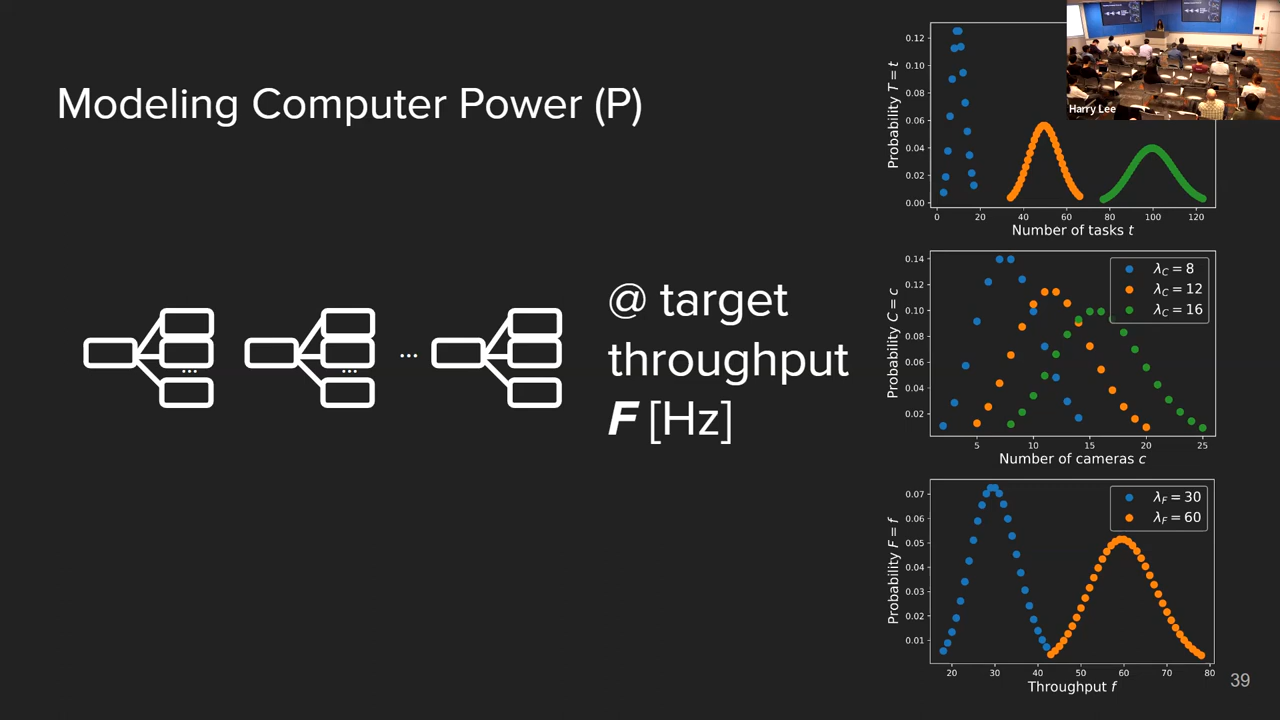 Modeling Computer Power (P)
...
...
...
...
@ target
throughput
F [Hz]
Probability T = t
0.12
0.10
0.08
0.06
0.04
0.02
0.00
0
20
40
60
80
100
120
Number of tasks t
Harry Lee
Probability C = c
0.14
0.12
0.10
0.08
0.06
0.04
0.02
λC = 8
λC = 12
λC = 16
5
10
15
20
25
Number of cameras c
Probability F = f
0.07
0.06
0.05
0.04
0.03
0.02
0.01
λF = 30
λF = 60
20
30
40
50
60
70
80
Throughput f
39